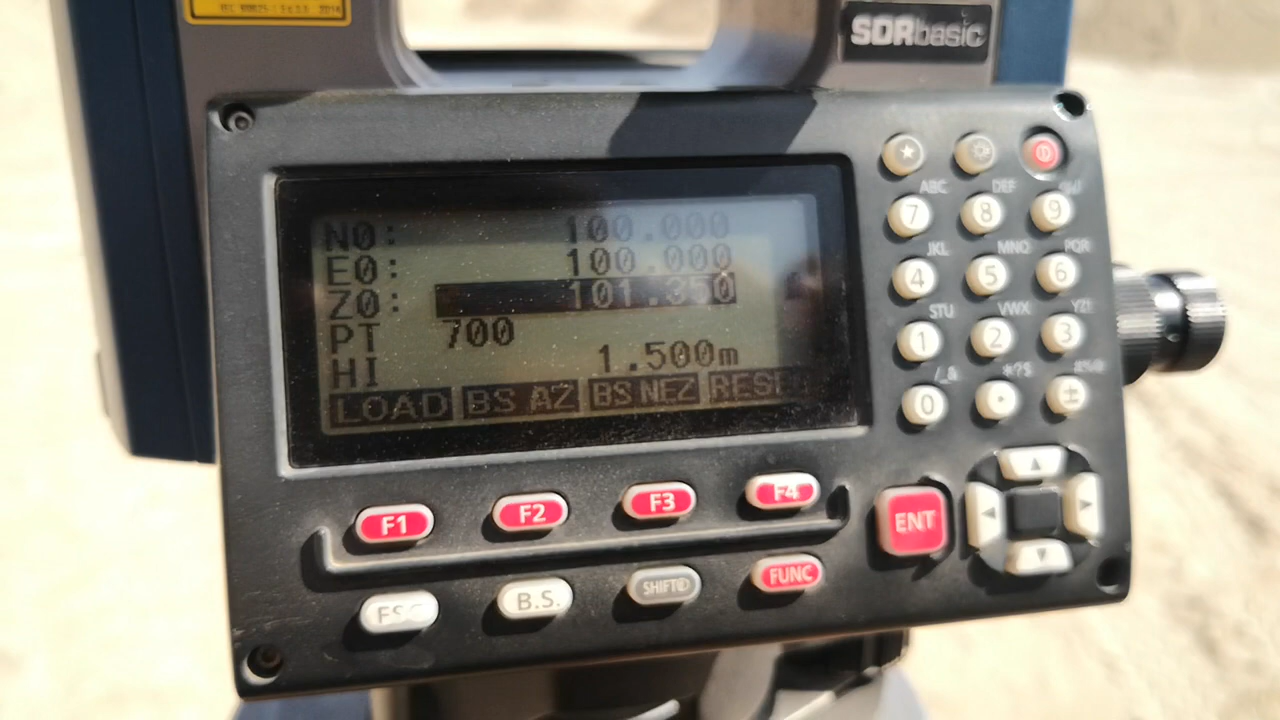 2014
SDRbasic
N0: 100.000
E0: 100.000
Z0: 101.350
PT 700
HI 1.500m
LOAD BS AZ BS NEZ
ABC DEF
7 8 9
JKL MNO PQR
4 5 6
STU VWX
1 2 3
/_& *?$ #%@
0 . ±
F1 F2 F3 F4
ENT
ESC B.S. SHIFT FUNC